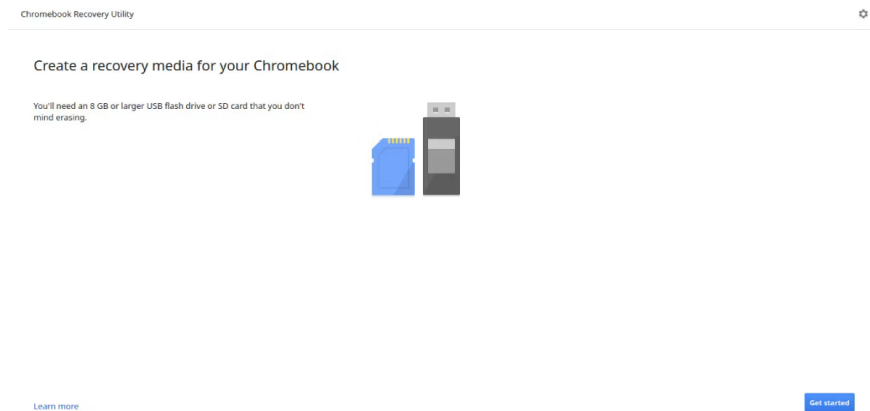 Chromebook Recovery Utility
Create a recovery media for your Chromebook
You'll need an 8 GB or larger USB flash drive or SD card that you don't
mind erasing.
Learn more
Get started